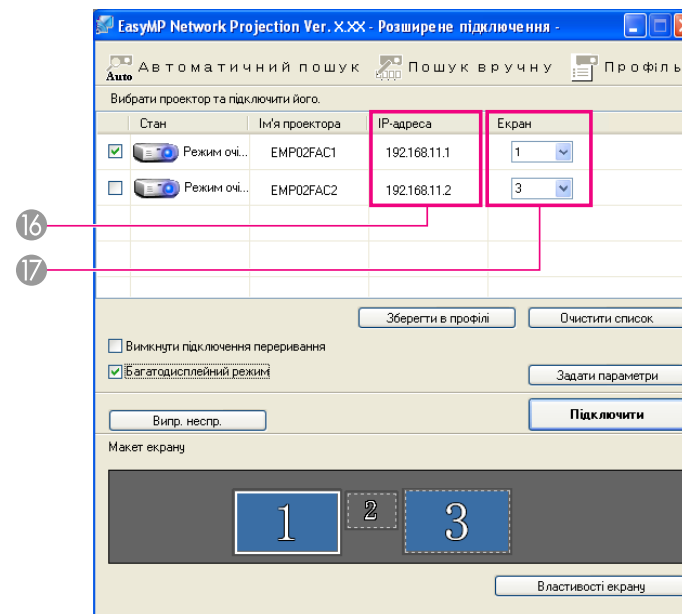 EasyMP Network Projection Ver. X.XX - Розширене підключення -
Auto Автоматичний пошук Пошук вручну Профіль
Вибрати проектор та підключити його.
Стан Ім'я проектора IP-адреса Екран
Режим очі... EMP02FAC1 192.168.11.1 1
Режим очі... EMP02FAC2 192.168.11.2 3
16
17
Зберегти в профілі Очистити список
Вимкнути підключення переривання
Багатодисплейний режим Задати параметри
Випр. неспр. Підключити
Макет екрану
1 2 3
Властивості екрану